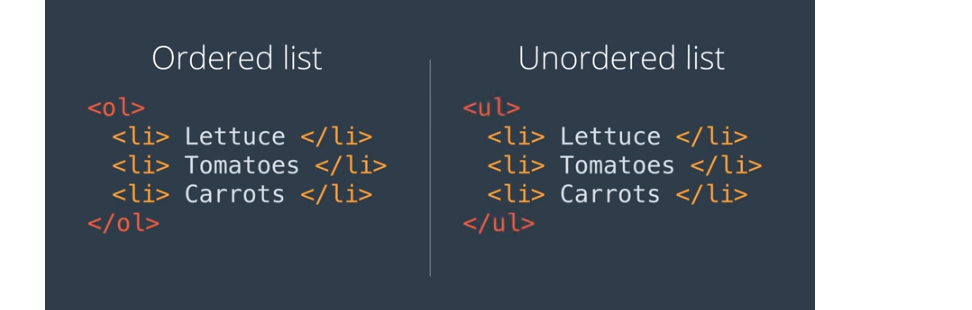 Ordered list
<ol>
<li> Lettuce </li>
<li> Tomatoes </li>
<li> Carrots </li>
</ol>
Unordered list
<ul>
<li> Lettuce </li>
<li> Tomatoes </li>
<li> Carrots </li>
</ul>